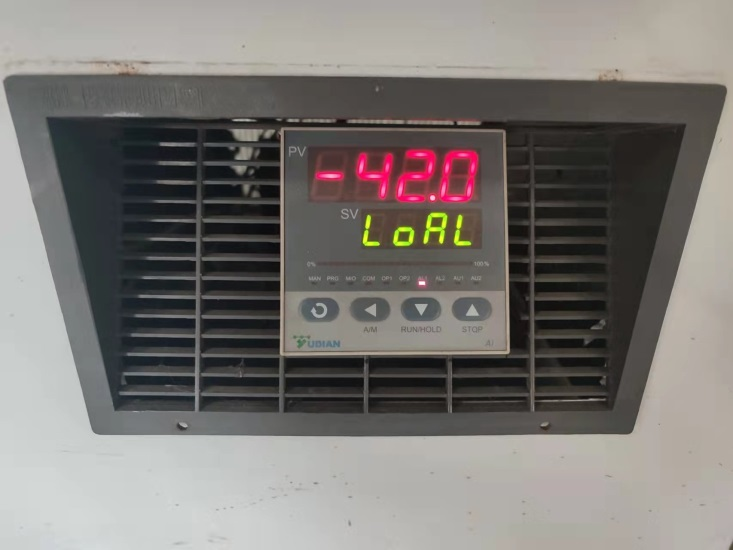 PV
-42.0
SV
LoAL
0% 100%
MAN PRG MIO COM OP1 OP2 AL1 AL2 AU1 AU2
A/M RUN/HOLD STOP
YUDIAN AI